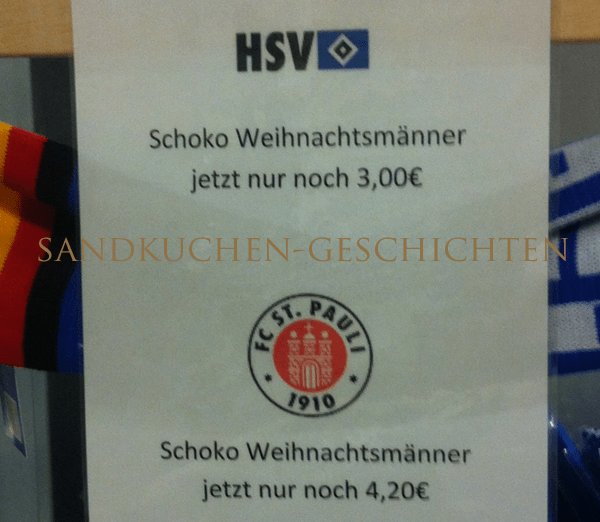 HSV
Schoko Weihnachtsmänner
jetzt nur noch 3,00€
SANDKUCHEN-GESCHICHTEN
FC ST. PAULI
1910
Schoko Weihnachtsmänner
jetzt nur noch 4,20€